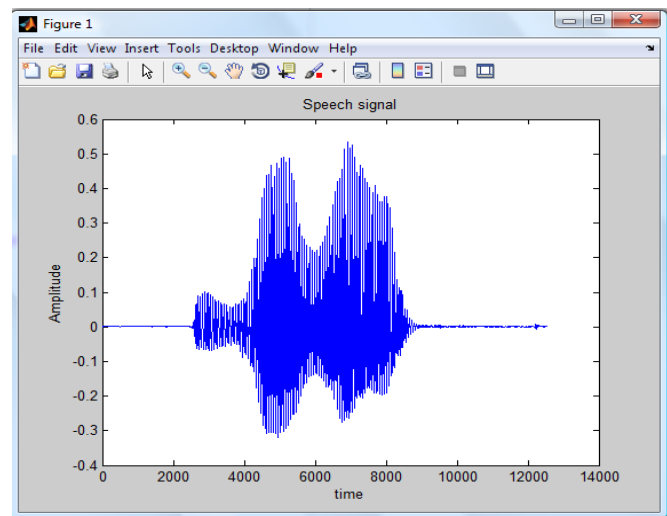 Figure 1
File Edit View Insert Tools Desktop Window Help
Speech signal
0.6
0.5
0.4
0.3
0.2
0.1
0
-0.1
-0.2
-0.3
-0.4
Amplitude
0 2000 4000 6000 8000 10000 12000 14000
time